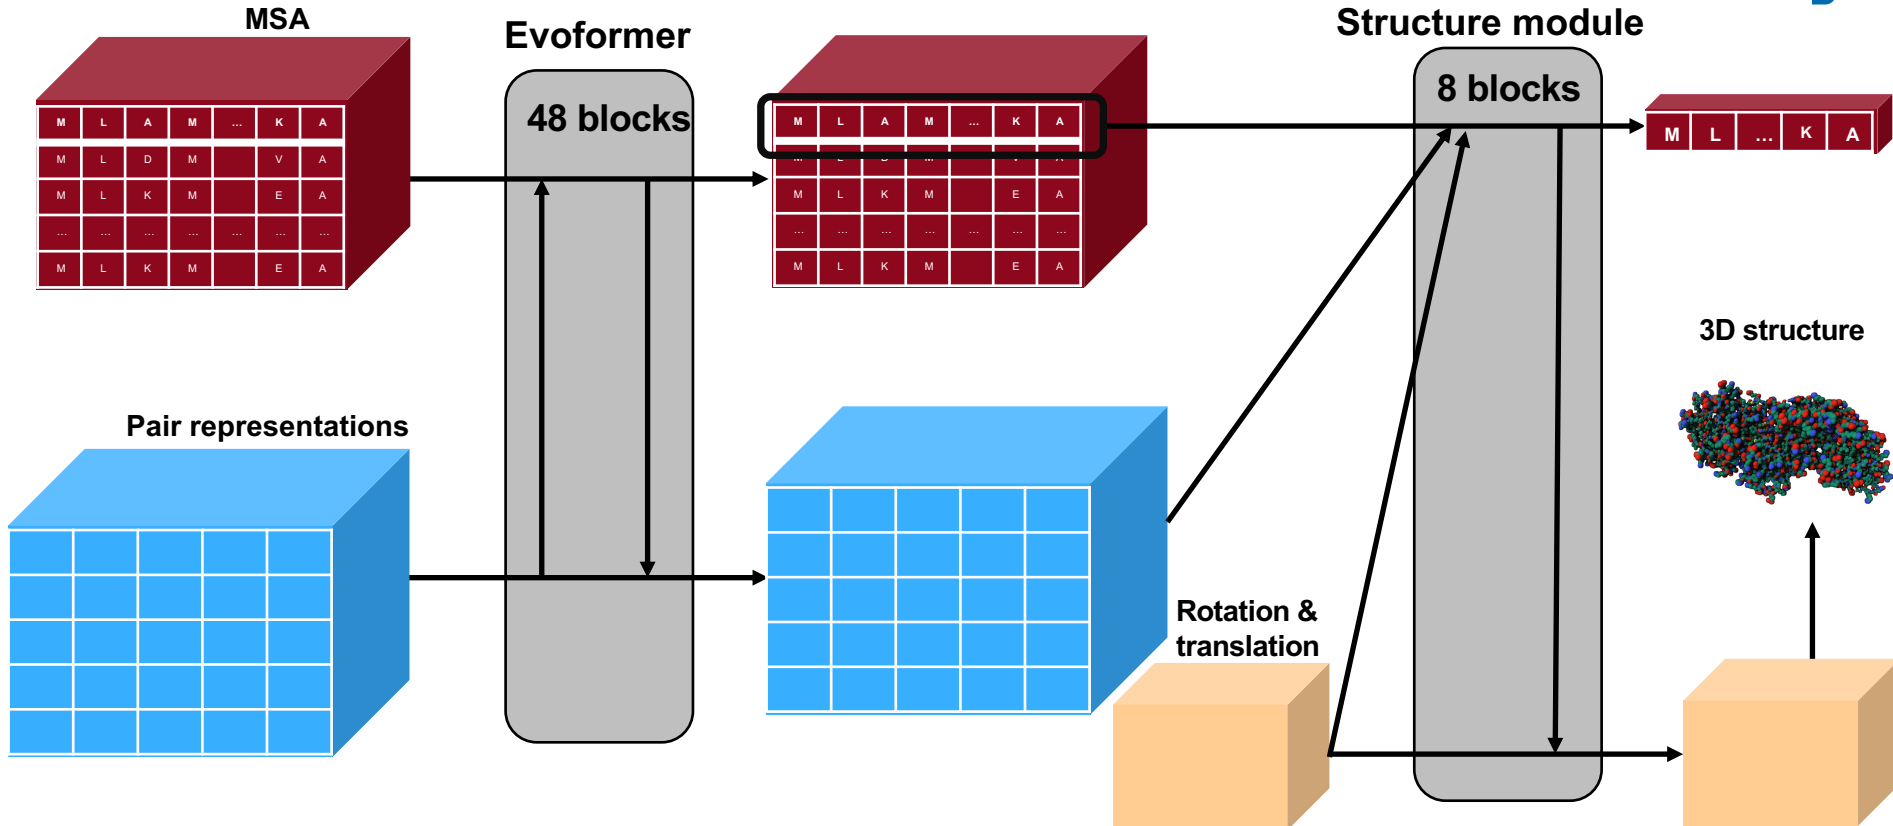 MSA
Evoformer
Structure module
48 blocks
8 blocks
M L A M ... K A
M L D M V A
M L K M E A
... ... ... ... ... ... ...
M L K M E A
M L A M ... K A
M L D M V A
M L K M E A
... ... ... ... ... ... ...
M L K M E A
M L ... K A
3D structure
Pair representations
Rotation &
translation